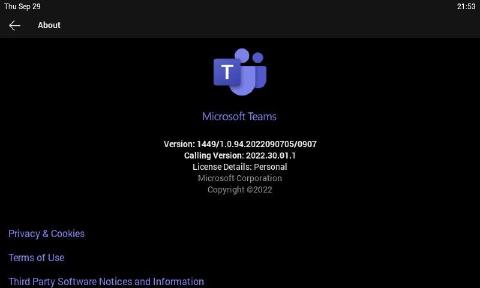 Thu Sep 29
21:53
About
T
Microsoft Teams
Version: 1449/1.0.94.2022090705/0907
Calling Version: 2022.30.01.1
License Details: Personal
Microsoft Corporation
Copyright ©2022
Privacy & Cookies
Terms of Use
Third Party Software Notices and Information